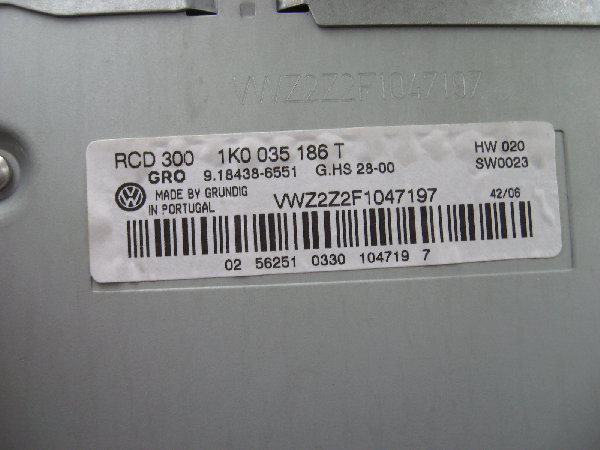 VWZ2Z2F1047197
RCD 300 1K0 035 186 T HW 020
GRO 9.18438-6551 G.HS 28-00 SW0023
MADE BY GRUNDIG
IN PORTUGAL
VWZ2Z2F1047197 42/06
02 56251 0330 104719 7